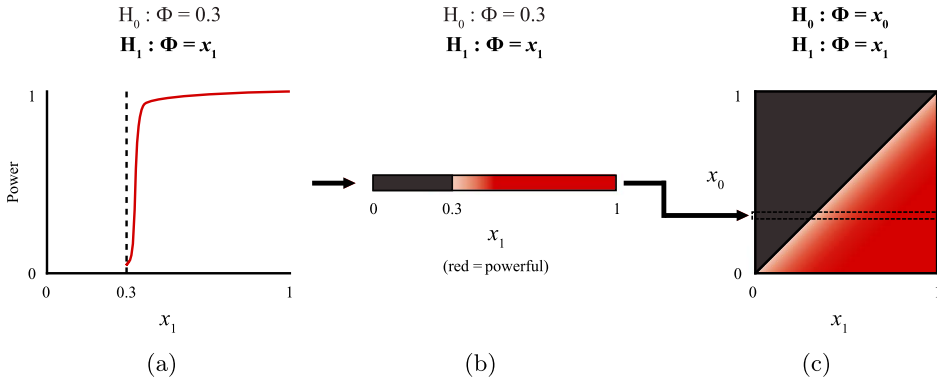 H₀ : Φ = 0.3
H₁ : Φ = x₁
1
Power
0
0
0.3
1
x₁
(a)
H₀ : Φ = 0.3
H₁ : Φ = x₁
0
0.3
1
x₁
(red = powerful)
(b)
H₀ : Φ = x₀
H₁ : Φ = x₁
1
x₀
0
0
1
x₁
(c)